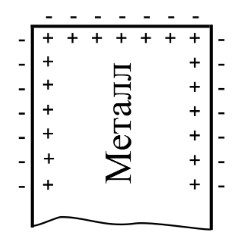 - - - - - - -
+ + + + + + +
- + + -
- + + -
- + + -
- + + -
- + + -
- + + -
-  -
Металл